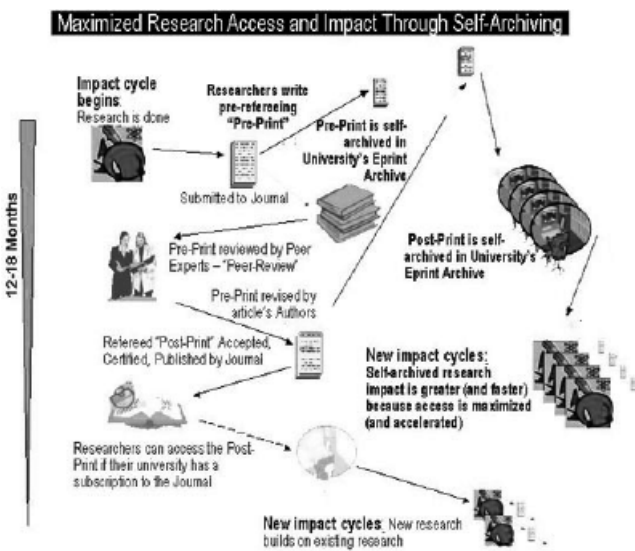 Maximized Research Access and Impact Through Self-Archiving
Impact cycle
begins:
Research is done
Researchers write
pre-refereeing
"Pre-Print"
Pre-Print is self-
archived in
University's Eprint
Archive
Submitted to Journal
12-18 Months
Pre-Print reviewed by Peer
Experts – "Peer-Review"
Post-Print is self-
archived in University's
Eprint Archive
Pre-Print revised by
article's Authors
Refereed "Post-Print" Accepted,
Certified, Published by Journal
New impact cycles:
Self-archived research
impact is greater (and faster)
because access is maximized
(and accelerated)
Researchers can access the Post-
Print if their university has a
subscription to the Journal
New impact cycles: New research
builds on existing research